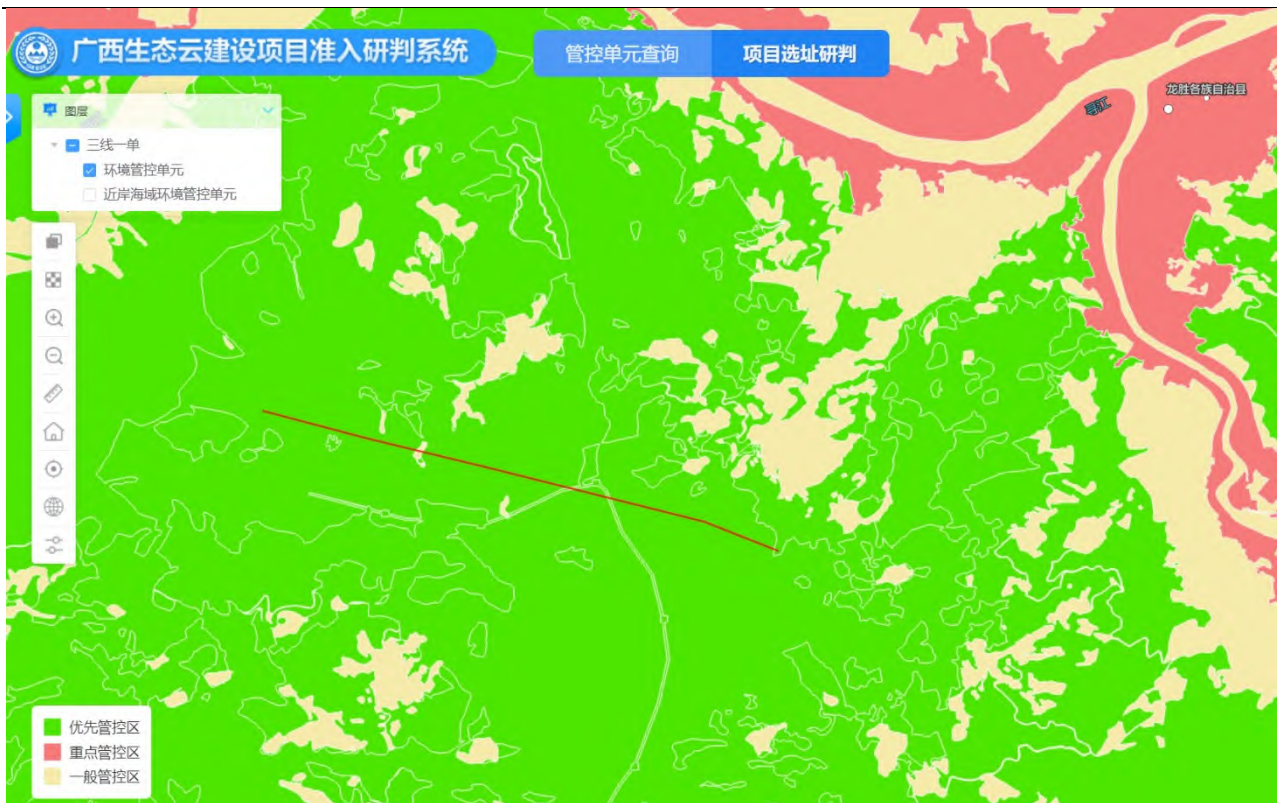 广西生态云建设项目准入研判系统
管控单元查询
项目选址研判
图层
三线一单
环境管控单元
近岸海域环境管控单元
龙胜各族自治县
寻江
优先管控区
重点管控区
一般管控区